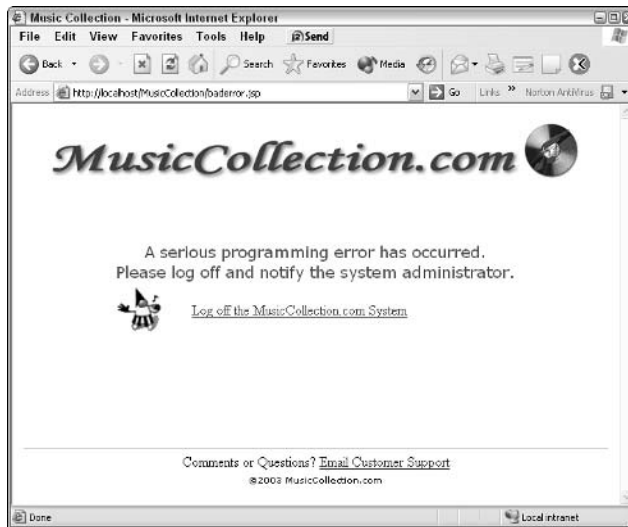 Music Collection - Microsoft Internet Explorer
File Edit View Favorites Tools Help Send
Back Search Favorites Media
Address http://localhost/MusicCollection/baderror.jsp Go Links » Norton AntiVirus
MusicCollection.com
A serious programming error has occurred.
Please log off and notify the system administrator.
Log off the MusicCollection.com System
Comments or Questions? Email Customer Support
©2003 MusicCollection.com
Done Local intranet